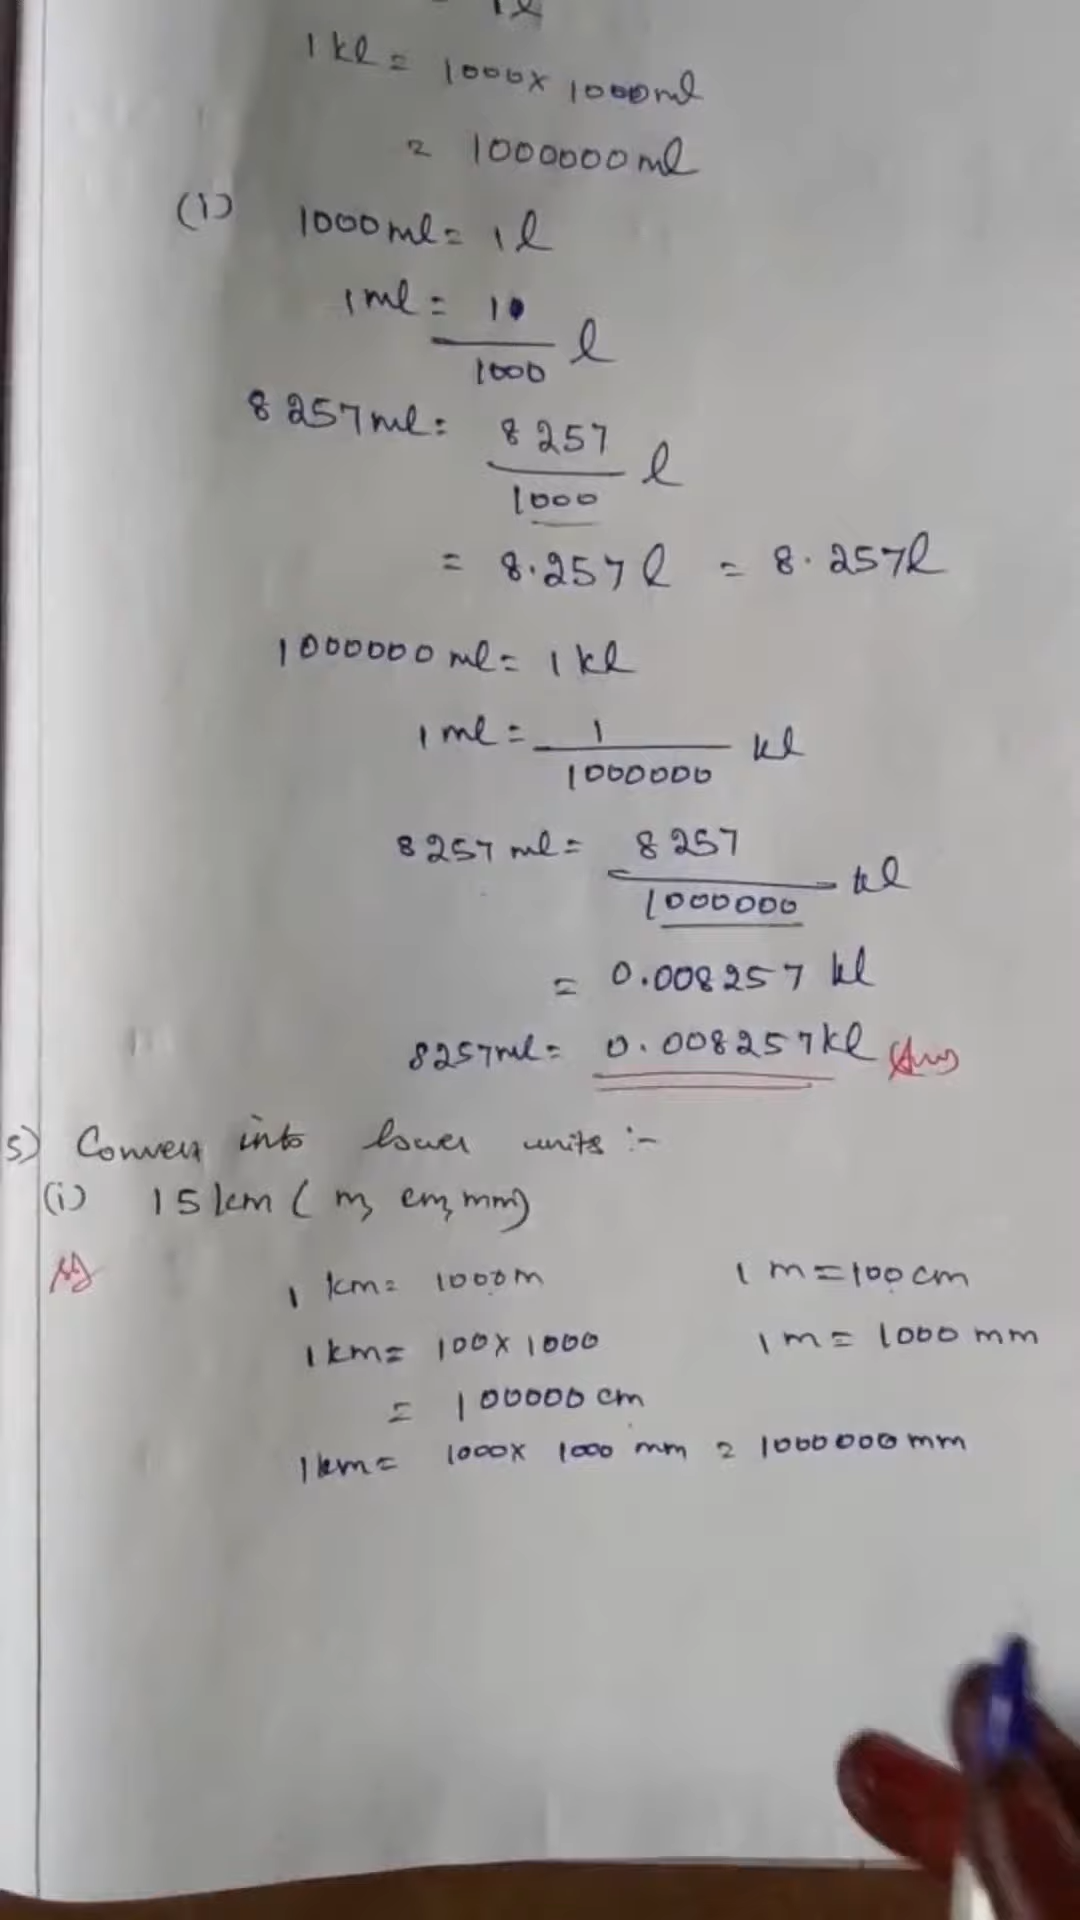 1 kl = 1000 x 1000 ml
= 1000000 ml
(i) 1000 ml = 1 l
1 ml = 1
1000 l
8257 ml = 8257
1000 l
= 8.257 l = 8.257 l
1000000 ml = 1 kl
1 ml = 1
1000000 kl
8257 ml = 8257
1000000 kl
= 0.008257 kl
8257 ml = 0.008257 kl Ans
5) Convert into lower units :-
(i) 15 km ( m, cm, mm)
1 km = 1000 m 1 m = 100 cm
1 km = 100 x 1000 1 m = 1000 mm
= 100000 cm
1 km = 1000 x 1000 mm = 1000000 mm